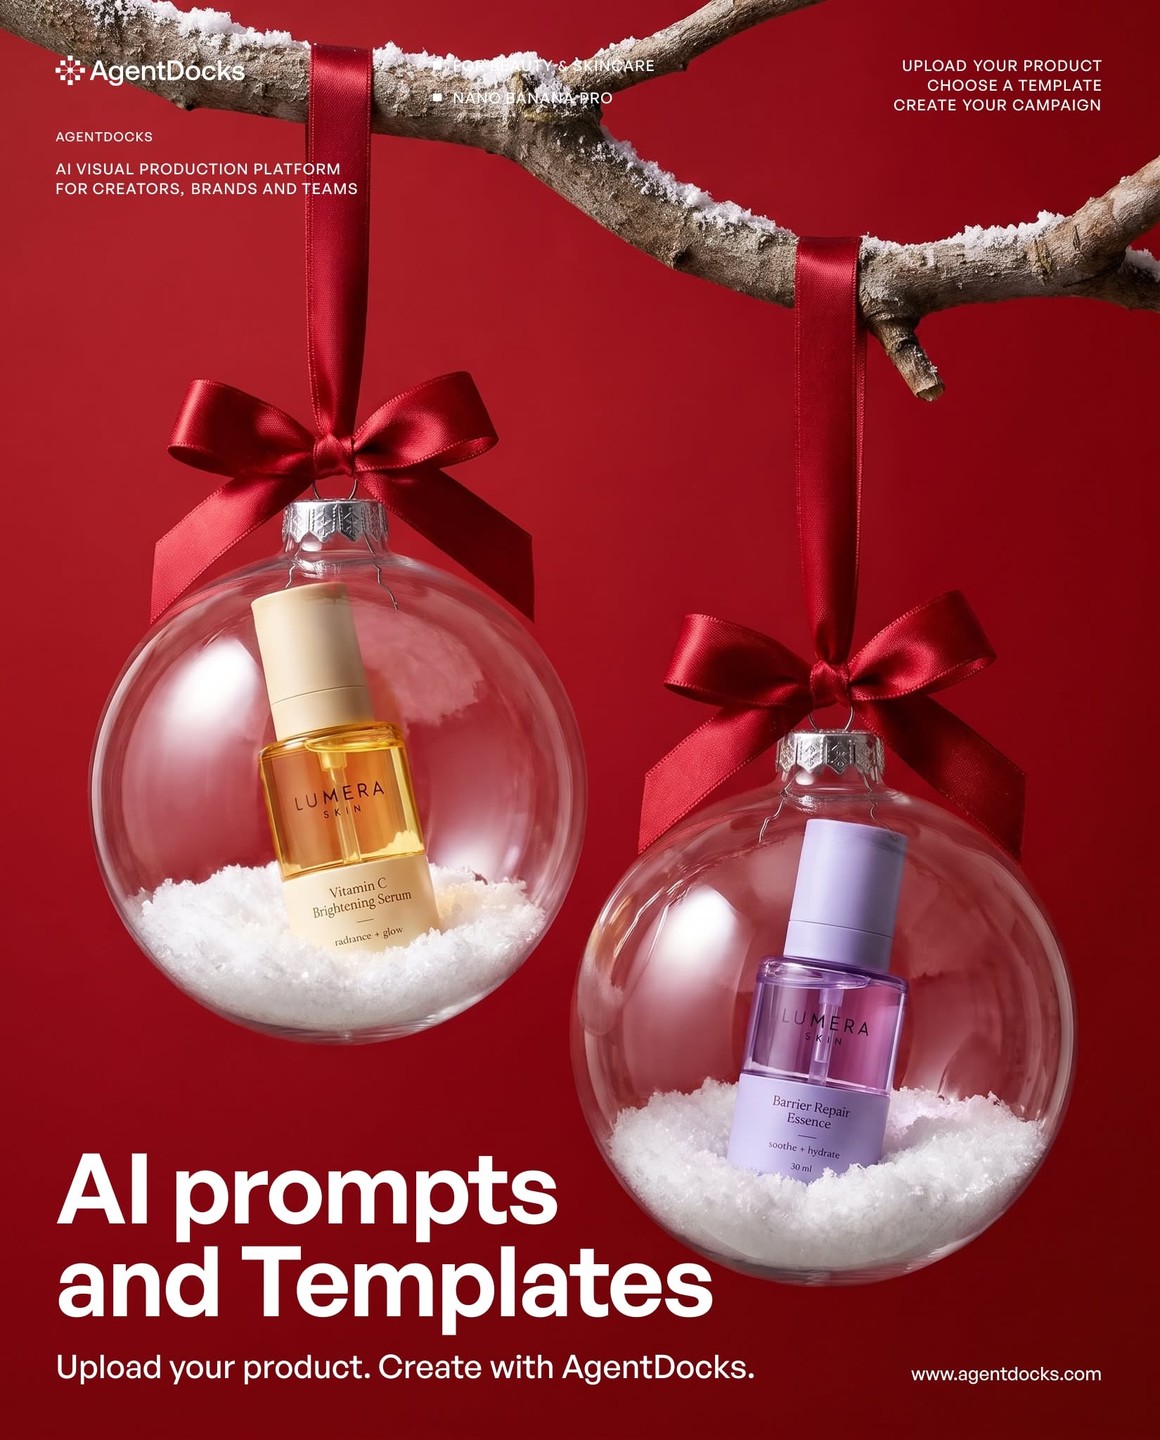 AgentDocks
FOR BEAUTY & SKINCARE
NANO BANANA PRO
UPLOAD YOUR PRODUCT
CHOOSE A TEMPLATE
CREATE YOUR CAMPAIGN
AGENTDOCKS
AI VISUAL PRODUCTION PLATFORM
FOR CREATORS, BRANDS AND TEAMS
LUMERA
SKIN
Vitamin C
Brightening Serum
radiance + glow
LUMERA
SKIN
Barrier Repair
Essence
soothe + hydrate
30 ml
AI prompts
and Templates
Upload your product. Create with AgentDocks.
www.agentdocks.com